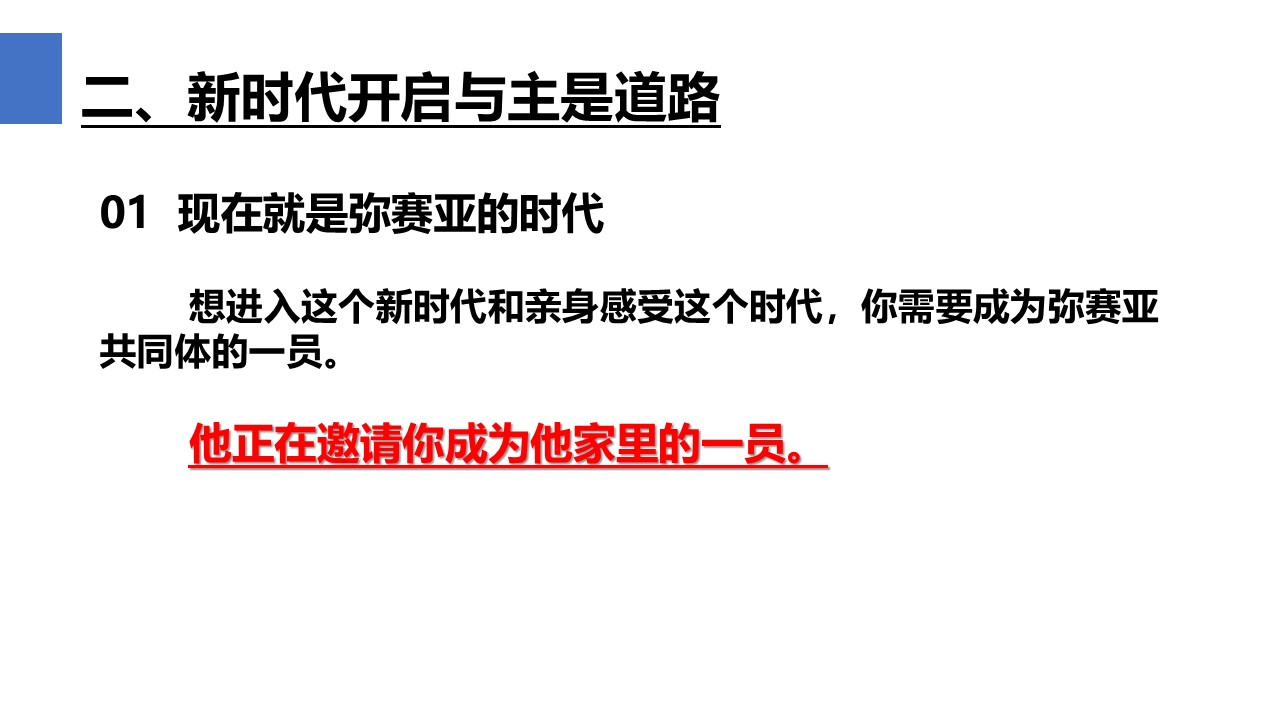 二、新时代开启与主是道路
01 现在就是弥赛亚的时代
想进入这个新时代和亲身感受这个时代，你需要成为弥赛亚
共同体的一员。
他正在邀请你成为他家里的一员。